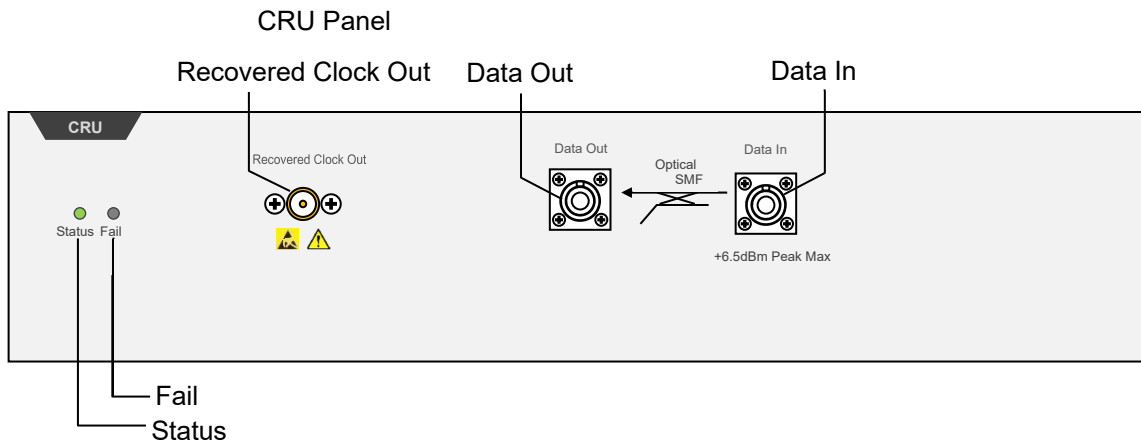 CRU Panel
Recovered Clock Out
Data Out
Data In
CRU
Recovered Clock Out
Data Out
Optical
SMF
Data In
Status Fail
+6.5dBm Peak Max
Fail
Status